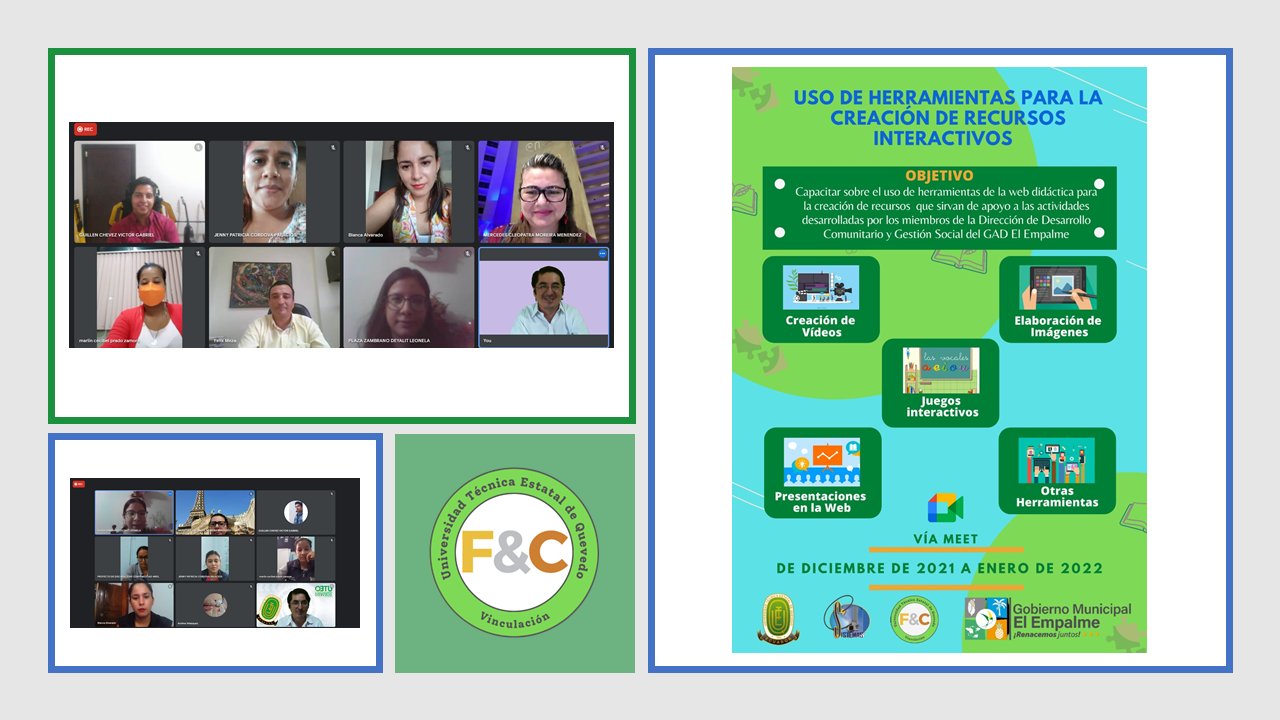 REC
GUILLEN CHEVEZ VICTOR GABRIEL
JENNY PATRICIA CORDOVA
Blanca Alvarado
MERCEDES CLEOPATRA MOREIRA MENENDEZ
marlin cecibel prado zamora
Felix Meza
PLAZA ZAMBRANO DEYALIT LEONELA
You
REC
Universidad Técnica Estatal de Quevedo
F&C
Vinculación
USO DE HERRAMIENTAS PARA LA
CREACIÓN DE RECURSOS
INTERACTIVOS
OBJETIVO
Capacitar sobre el uso de herramientas de la web didáctica para
la creación de recursos que sirvan de apoyo a las actividades
desarrolladas por los miembros de la Dirección de Desarrollo
Comunitario y Gestión Social del GAD El Empalme
Creación de
Vídeos
Elaboración de
Imágenes
las vocales
a e i o u
Juegos
interactivos
Presentaciones
en la Web
Otras
Herramientas
VÍA MEET
DE DICIEMBRE DE 2021 A ENERO DE 2022
F&C
Gobierno Municipal
El Empalme
¡Renacemos juntos!